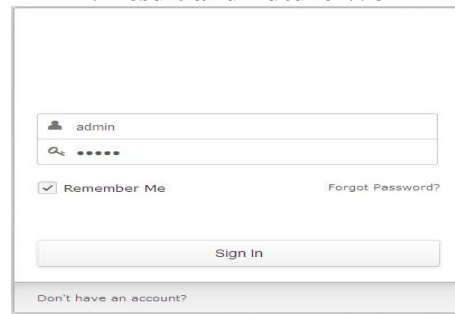 admin
•••••
Remember Me
Forgot Password?
Sign In
Don't have an account?